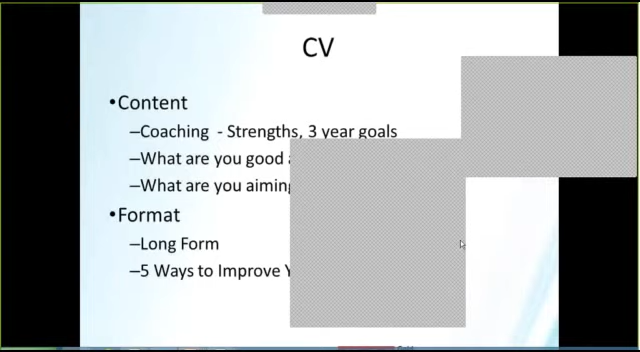 CV
•Content
–Coaching - Strengths, 3 year goals
–What are you good
–What are you aiming
•Format
–Long Form
–5 Ways to Improve